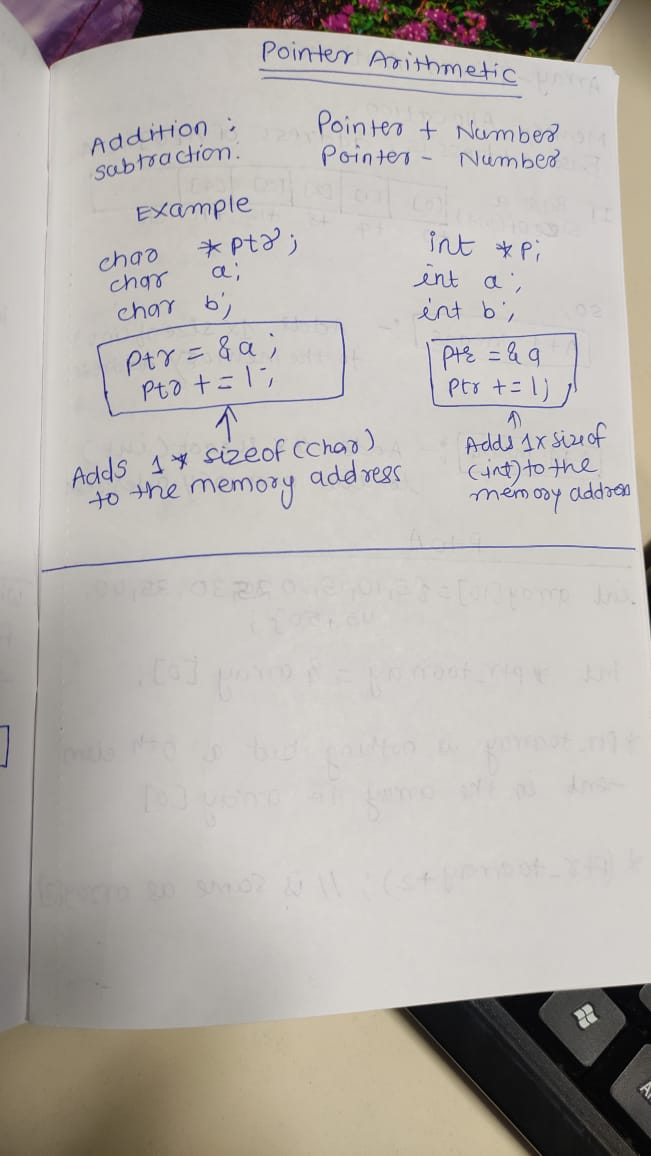 Pointer Arithmetic
Addition : Pointer + Number
subtraction. Pointer - Number
Example
char *ptr;
char a;
char b;
ptr = &a;
ptr += 1;
Adds 1 * sizeof (char)
to the memory address
int *p;
int a;
int b;
ptr = &a
ptr += 1;
Adds 1x sizeof
(int) to the
memory address